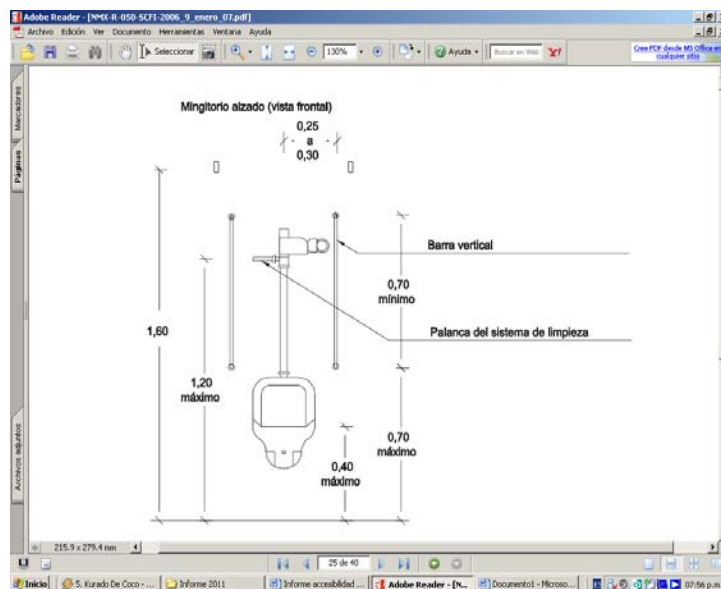 Adobe Reader - [NMX-R-050-SCFI-2006_9_enero_07.pdf]
Archivo Edición Ver Documento Herramientas Ventana Ayuda
Seleccionar 130% Ayuda Buscar en Web Y! Cree PDF desde MS Office en
cualquier sitio
Marcadores
Páginas
Archivos adjuntos
Mingitorio alzado (vista frontal)
0,25
a
0,30
Barra vertical
0,70
mínimo
Palanca del sistema de limpieza
1,60
1,20
máximo
0,70
máximo
0,40
máximo
215.9 x 279.4 mm
25 de 40
Inicio 5. Kurado De Coco - ... Informe 2011 Informe accesibilidad ... Adobe Reader - [N... Documento1 - Microso... 07:56 p.m.